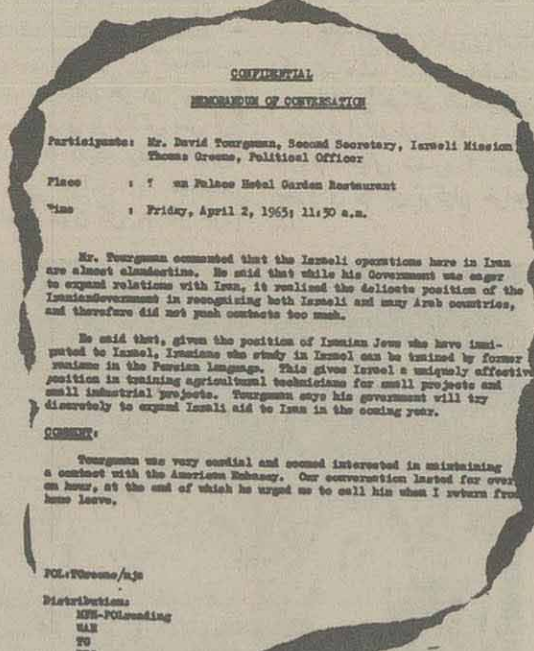 CONFIDENTIAL
MEMORANDUM OF CONVERSATION
Participants: Mr. David Tourgeman, Second Secretary, Israeli Mission
Thomas Greene, Political Officer
Place : an Palace Hotel Garden Restaurant
Time : Friday, April 2, 1965; 11:30 a.m.
Mr. Tourgeman commented that the Israeli operations here in Iran
are almost clandestine. He said that while his Government was eager
to expand relations with Iran, it realized the delicate position of the
IranianGovernment in recognizing both Israeli and many Arab countries,
and therefore did not push contacts too much.
He said that, given the position of Iranian Jews who have immi-
grated to Israel, Iranians who study in Israel can be trained by former
ranians in the Persian language. This gives Israel a uniquely effective
position in training agricultural technicians for small projects and
small industrial projects. Tourgeman says his government will try
discretely to expand Israli aid to Iran in the coming year.
COMMENT:
Tourgeman was very cordial and seemed interested in maintaining
a contact with the American Embassy. Our conversation lasted for over
an hour, at the end of which he urged me to call him when I return from
home leave.
POL:TGreene/mjs
Distribution:
UAR
TG